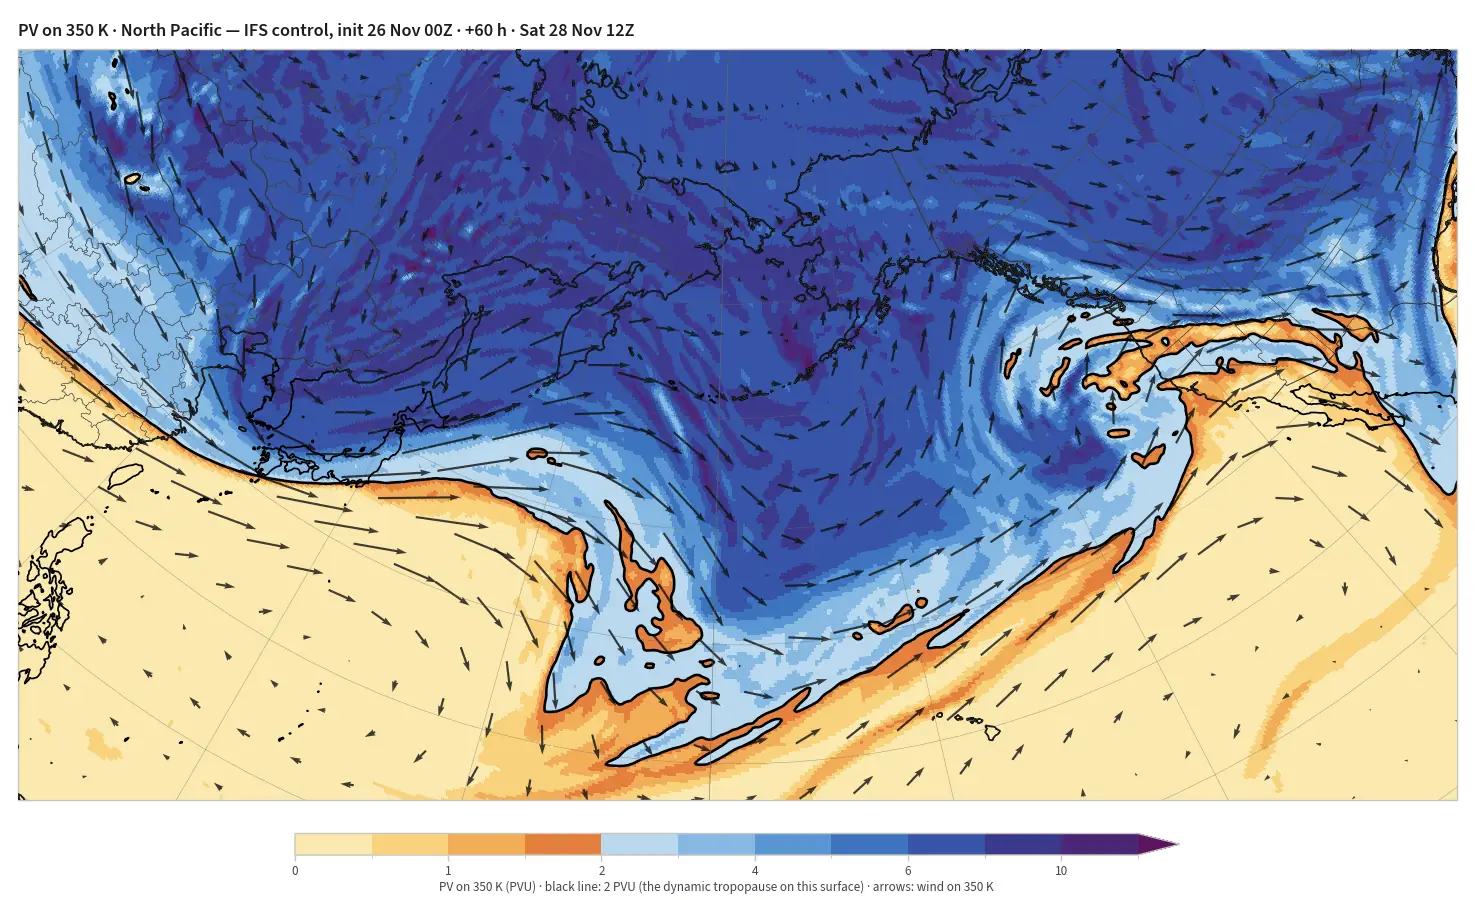 PV on 350 K · North Pacific — IFS control, init 26 Nov 00Z · +60 h · Sat 28 Nov 12Z
0 1 2 4 6 10
PV on 350 K (PVU) · black line: 2 PVU (the dynamic tropopause on this surface) · arrows: wind on 350 K